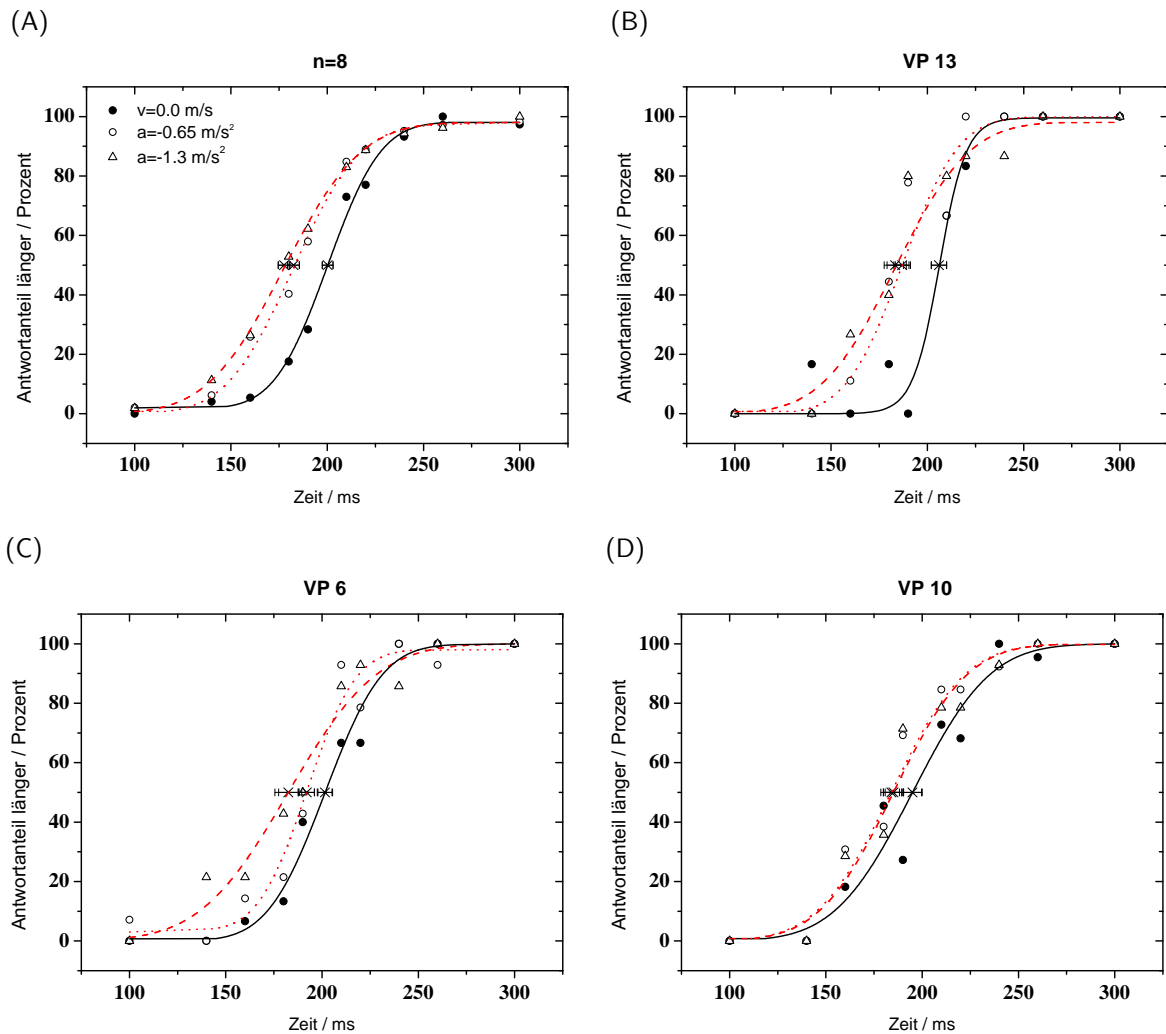 (A)
n=8
v=0.0 m/s
a=-0.65 m/s²
a=-1.3 m/s²
Antwortanteil länger / Prozent
100
80
60
40
20
0
100 150 200 250 300
Zeit / ms
(B)
VP 13
Antwortanteil länger / Prozent
100
80
60
40
20
0
100 150 200 250 300
Zeit / ms
(C)
VP 6
Antwortanteil länger / Prozent
100
80
60
40
20
0
100 150 200 250 300
Zeit / ms
(D)
VP 10
Antwortanteil länger / Prozent
100
80
60
40
20
0
100 150 200 250 300
Zeit / ms